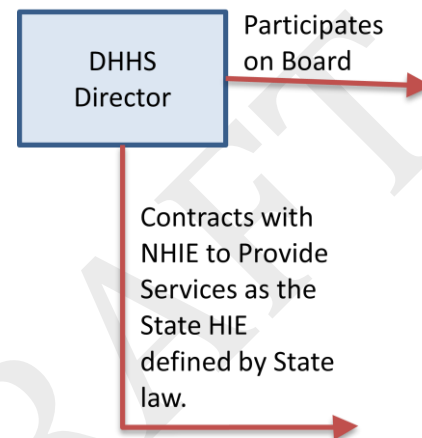 Participates
on Board
DHHS
Director
Contracts with
NHIE to Provide
Services as the
State HIE
defined by State
law.